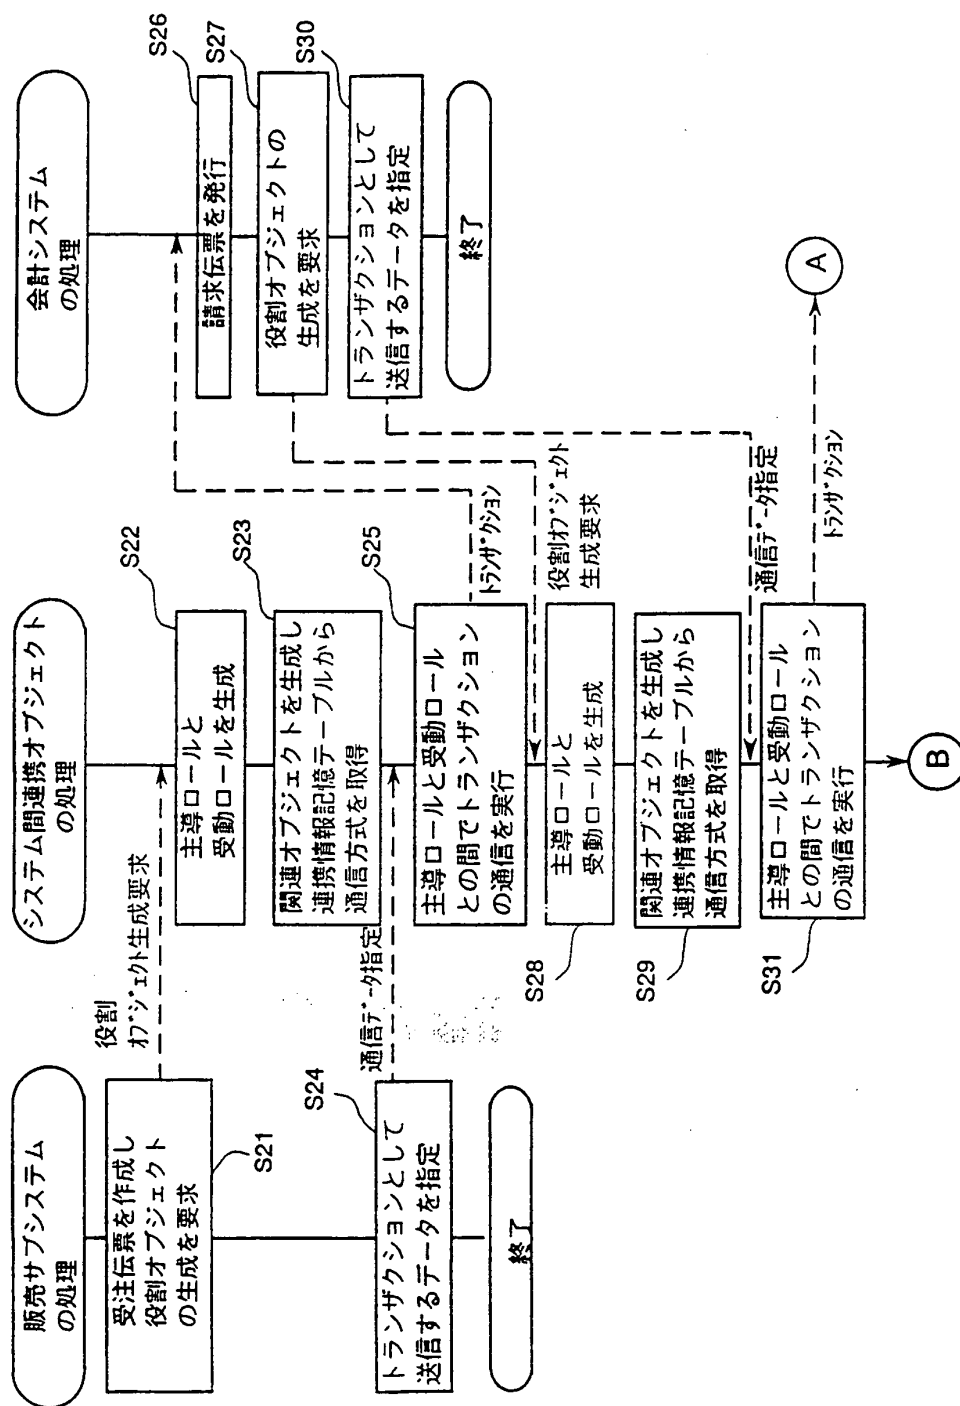 販売サブシステム
の処理
受注伝票を作成し
役割オブジェクト
の生成を要求
S21
役割
オブジェクト生成要求
トランザクションとして
送信するデータを指定
S24
通信データ指定
終了
システム間連携オブジェクト
の処理
主導ロールと
受動ロールを生成
S22
関連オブジェクトを生成し
連携情報記憶テーブルから
通信方式を取得
S23
主導ロールと受動ロール
との間でトランザクション
の通信を実行
S25
トランザクション
役割オブジェクト
生成要求
主導ロールと
受動ロールを生成
S28
関連オブジェクトを生成し
連携情報記憶テーブルから
通信方式を取得
S29
通信データ指定
主導ロールと受動ロール
との間でトランザクション
の通信を実行
S31
トランザクション
A
B
会計システム
の処理
請求伝票を発行
S26
役割オブジェクトの
生成を要求
S27
トランザクションとして
送信するデータを指定
S30
終了